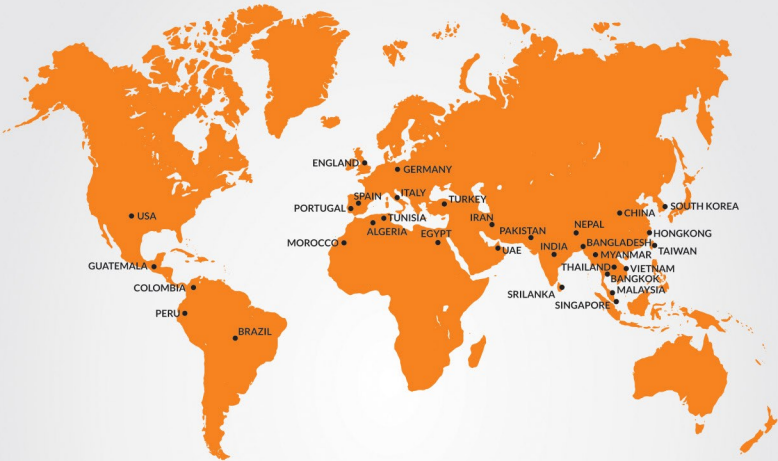 ENGLAND
GERMANY
SPAIN
ITALY
TURKEY
PORTUGAL
TUNISIA
ALGERIA
MOROCCO
EGYPT
IRAN
PAKISTAN
UAE
INDIA
NEPAL
CHINA
SOUTH KOREA
HONGKONG
BANGLADESH
TAIWAN
MYANMAR
THAILAND
VIETNAM
BANGKOK
MALAYSIA
SRILANKA
SINGAPORE
USA
GUATEMALA
COLOMBIA
PERU
BRAZIL